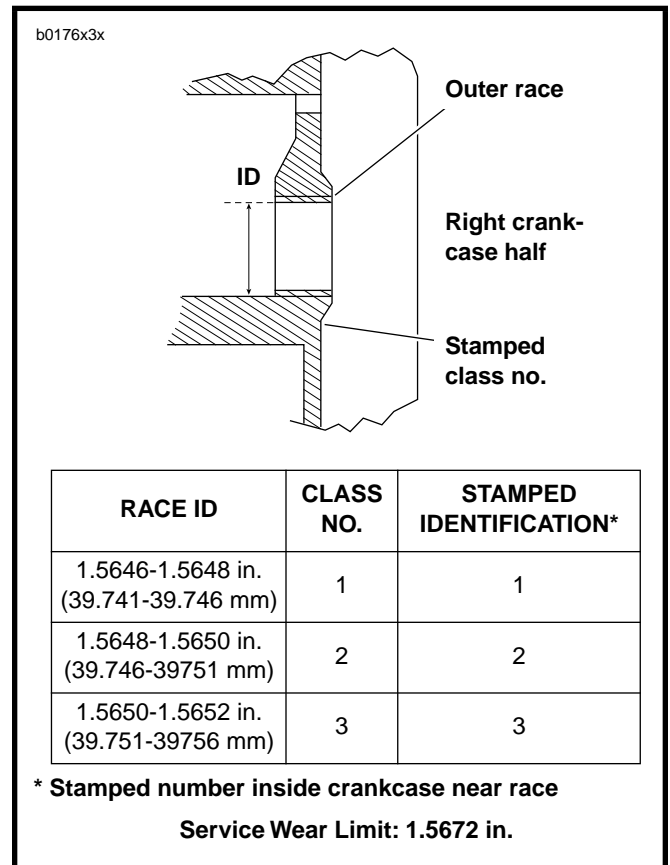 b0176x3x
Outer race
ID
Right crank-
case half
Stamped
class no.
RACE ID
CLASS
NO.
STAMPED
IDENTIFICATION*
1.5646-1.5648 in.
(39.741-39.746 mm)
1
1
1.5648-1.5650 in.
(39.746-39751 mm)
2
2
1.5650-1.5652 in.
(39.751-39756 mm)
3
3
* Stamped number inside crankcase near race
Service Wear Limit: 1.5672 in.